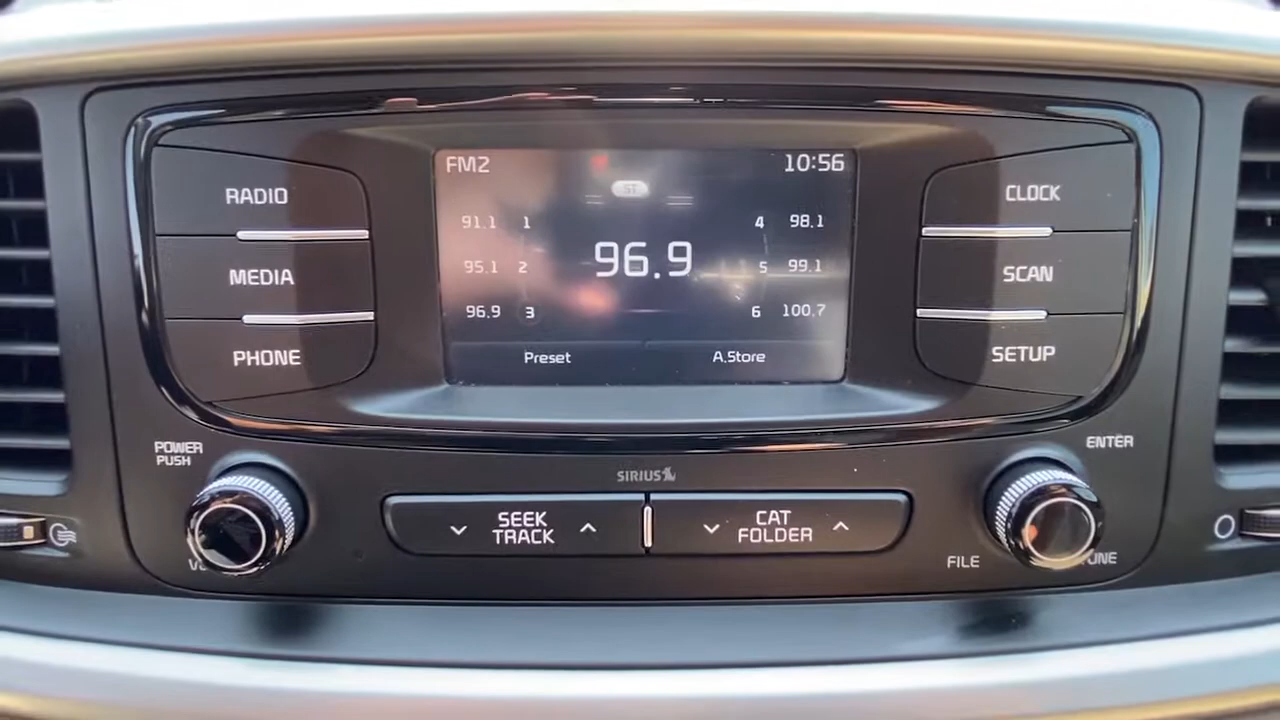 FM2
10:56
ST
91.1 1
4 98.1
96.9
95.1 2
5 99.1
96.9 3
6 100.7
Preset
A.Store
RADIO
MEDIA
PHONE
CLOCK
SCAN
SETUP
POWER
PUSH
ENTER
SIRIUS
SEEK
TRACK
CAT
FOLDER
FILE